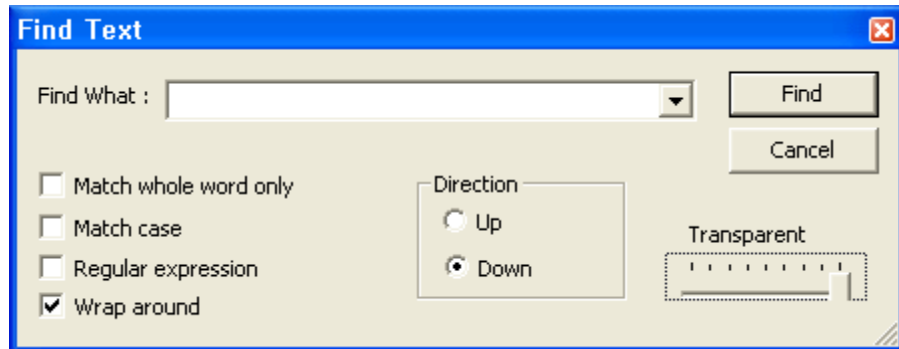 Find Text
Find What :
Find
Cancel
Match whole word only
Match case
Regular expression
Wrap around
Direction
Up
Down
Transparent